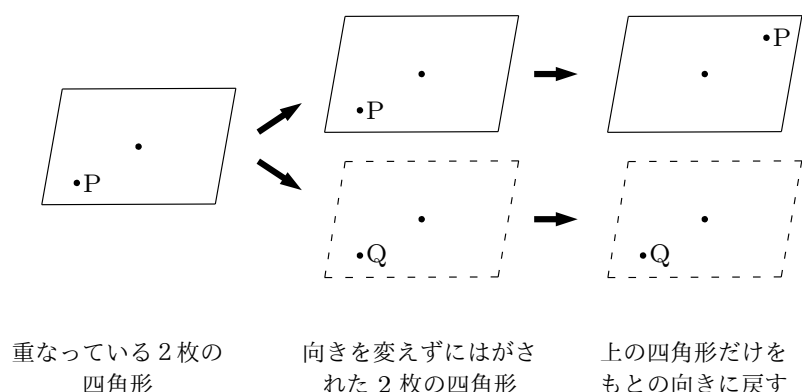 P
P
P
Q
Q
重なっている２枚の
四角形
向きを変えずにはがさ
れた 2 枚の四角形
上の四角形だけを
もとの向きに戻す